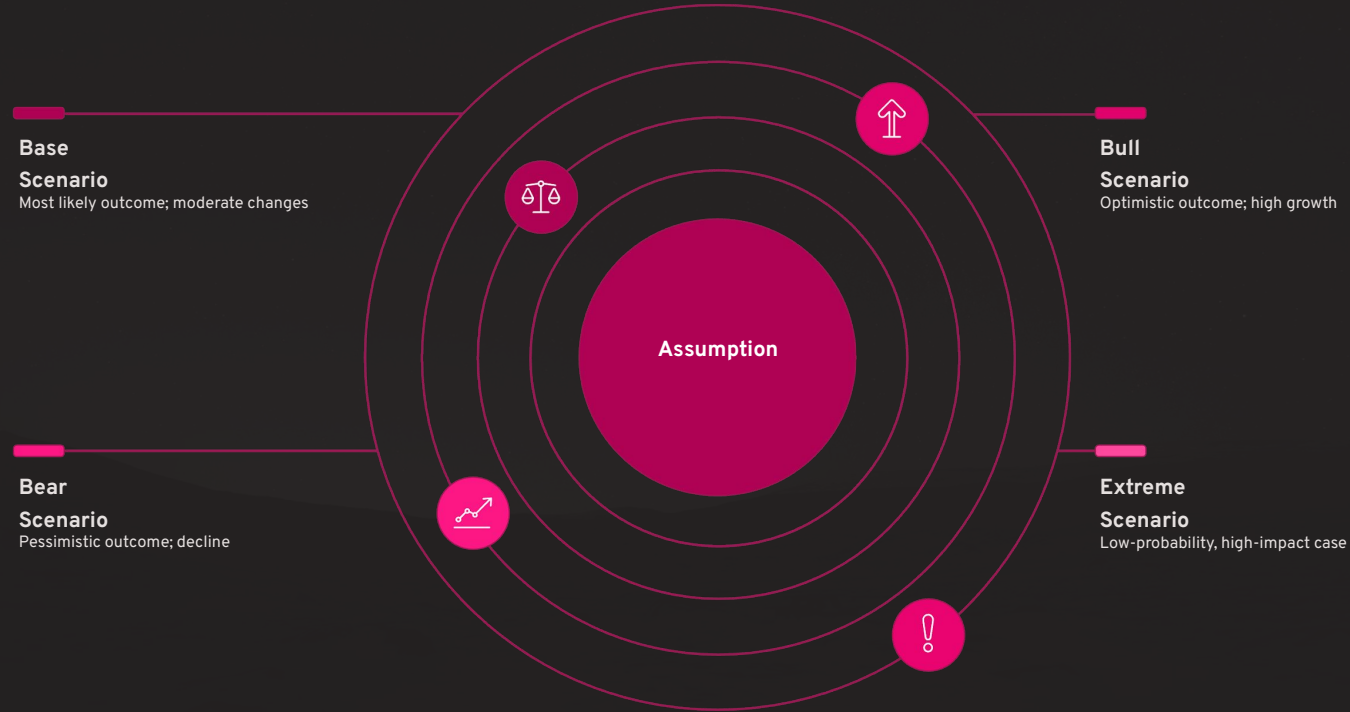 Base
Scenario
Most likely outcome; moderate changes
Bull
Scenario
Optimistic outcome; high growth
Assumption
Bear
Scenario
Pessimistic outcome; decline
Extreme
Scenario
Low-probability, high-impact case